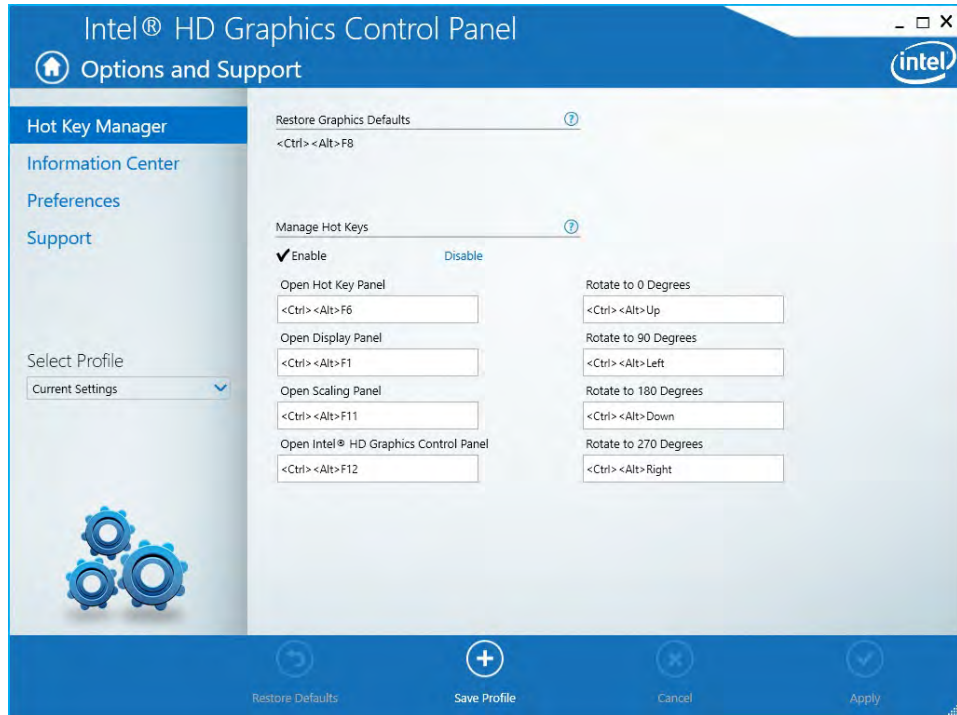 Intel® HD Graphics Control Panel
Options and Support
intel
Hot Key Manager
Information Center
Preferences
Support
Select Profile
Current Settings
Restore Graphics Defaults
?
<Ctrl><Alt>F8
Manage Hot Keys
?
Enable
Disable
Open Hot Key Panel
<Ctrl><Alt>F6
Open Display Panel
<Ctrl><Alt>F1
Open Scaling Panel
<Ctrl><Alt>F11
Open Intel® HD Graphics Control Panel
<Ctrl><Alt>F12
Rotate to 0 Degrees
<Ctrl><Alt>Up
Rotate to 90 Degrees
<Ctrl><Alt>Left
Rotate to 180 Degrees
<Ctrl><Alt>Down
Rotate to 270 Degrees
<Ctrl><Alt>Right
Restore Defaults
Save Profile
Cancel
Apply